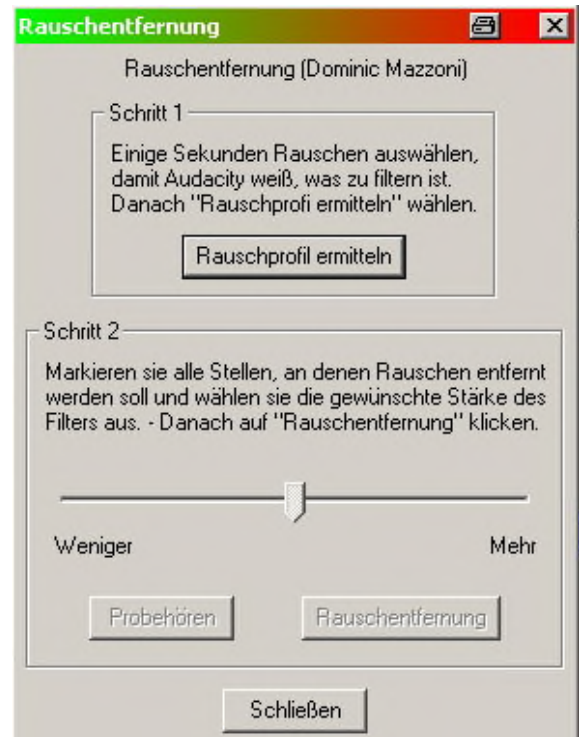 Rauschentfernung
Rauschentfernung (Dominic Mazzoni)
Schritt 1
Einige Sekunden Rauschen auswählen,
damit Audacity weiß, was zu filtern ist.
Danach "Rauschprofi ermitteln" wählen.
Rauschprofil ermitteln
Schritt 2
Markieren sie alle Stellen, an denen Rauschen entfernt
werden soll und wählen sie die gewünschte Stärke des
Filters aus. - Danach auf "Rauschentfernung" klicken.
Weniger Mehr
Probehören Rauschentfernung
Schließen